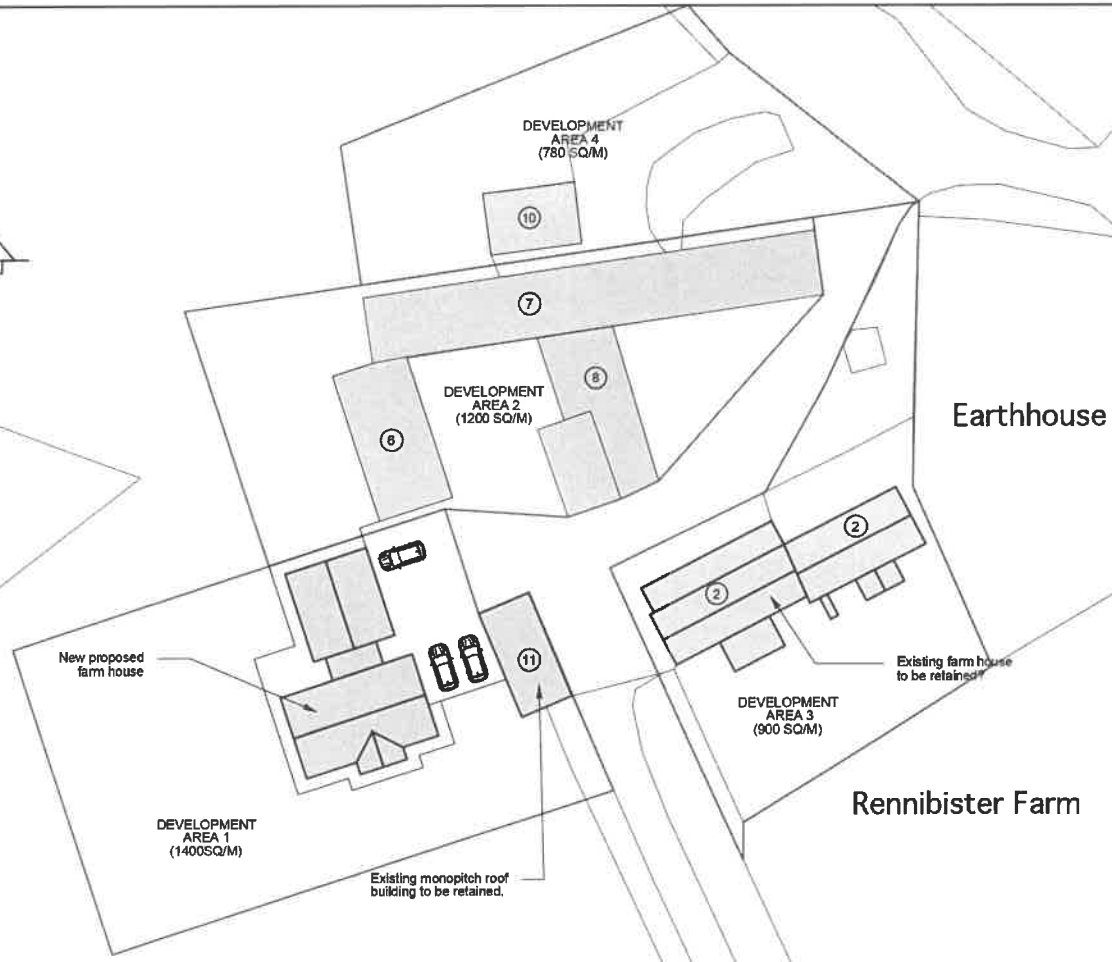 DEVELOPMENT
AREA 4
(780 SQ/M)
10
7
8
DEVELOPMENT
AREA 2
(1200 SQ/M)
6
Earthhouse
2
2
New proposed
farm house
11
Existing farm house
to be retained?
DEVELOPMENT
AREA 3
(900 SQ/M)
Rennibister Farm
DEVELOPMENT
AREA 1
(1400SQ/M)
Existing monopitch roof
building to be retained.